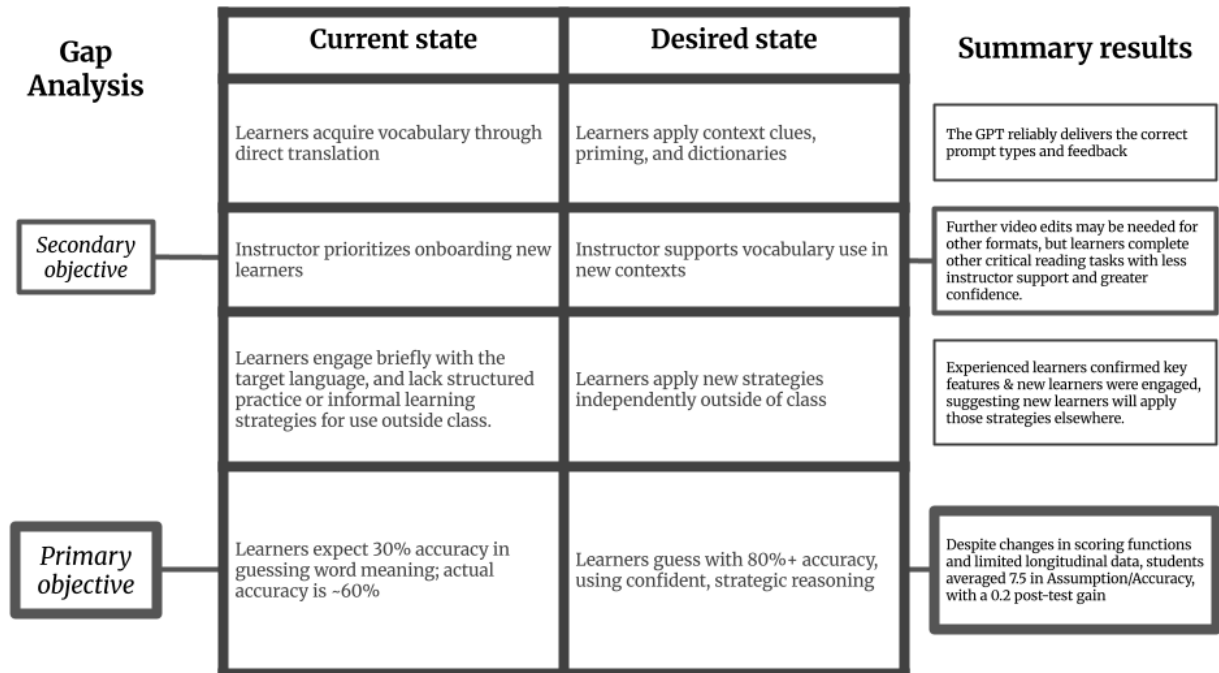 Gap
Analysis
Current state
Desired state
Summary results
Learners acquire vocabulary through
direct translation
Learners apply context clues,
priming, and dictionaries
The GPT reliably delivers the correct
prompt types and feedback
Secondary
objective
Instructor prioritizes onboarding new
learners
Instructor supports vocabulary use in
new contexts
Further video edits may be needed for
other formats, but learners complete
other critical reading tasks with less
instructor support and greater
confidence.
Learners engage briefly with the
target language, and lack structured
practice or informal learning
strategies for use outside class.
Learners apply new strategies
independently outside of class
Experienced learners confirmed key
features & new learners were engaged,
suggesting new learners will apply
those strategies elsewhere.
Primary
objective
Learners expect 30% accuracy in
guessing word meaning; actual
accuracy is ~60%
Learners guess with 80%+ accuracy,
using confident, strategic reasoning
Despite changes in scoring functions
and limited longitudinal data, students
averaged 7.5 in Assumption/Accuracy,
with a 0.2 post-test gain